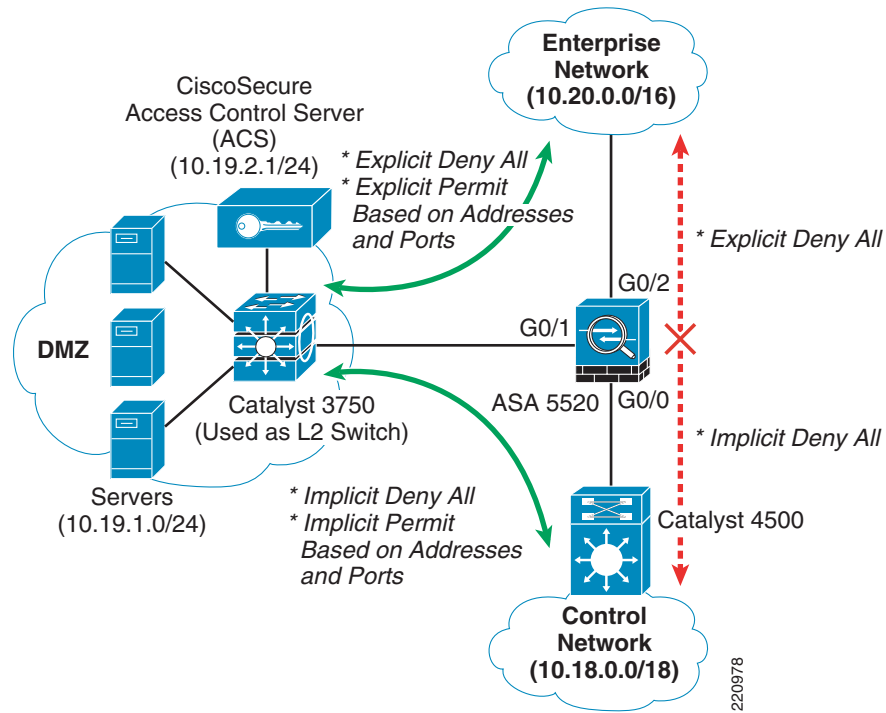 Enterprise
Network
(10.20.0.0/16)
CiscoSecure
Access Control Server
(ACS)
(10.19.2.1/24)
* Explicit Deny All
* Explicit Permit
Based on Addresses
and Ports
* Explicit Deny All
G0/2
G0/1
DMZ
ASA 5520
G0/0
Catalyst 3750
(Used as L2 Switch)
* Implicit Deny All
Servers
(10.19.1.0/24)
* Implicit Deny All
* Implicit Permit
Based on Addresses
and Ports
Catalyst 4500
Control
Network
(10.18.0.0/18)
220978